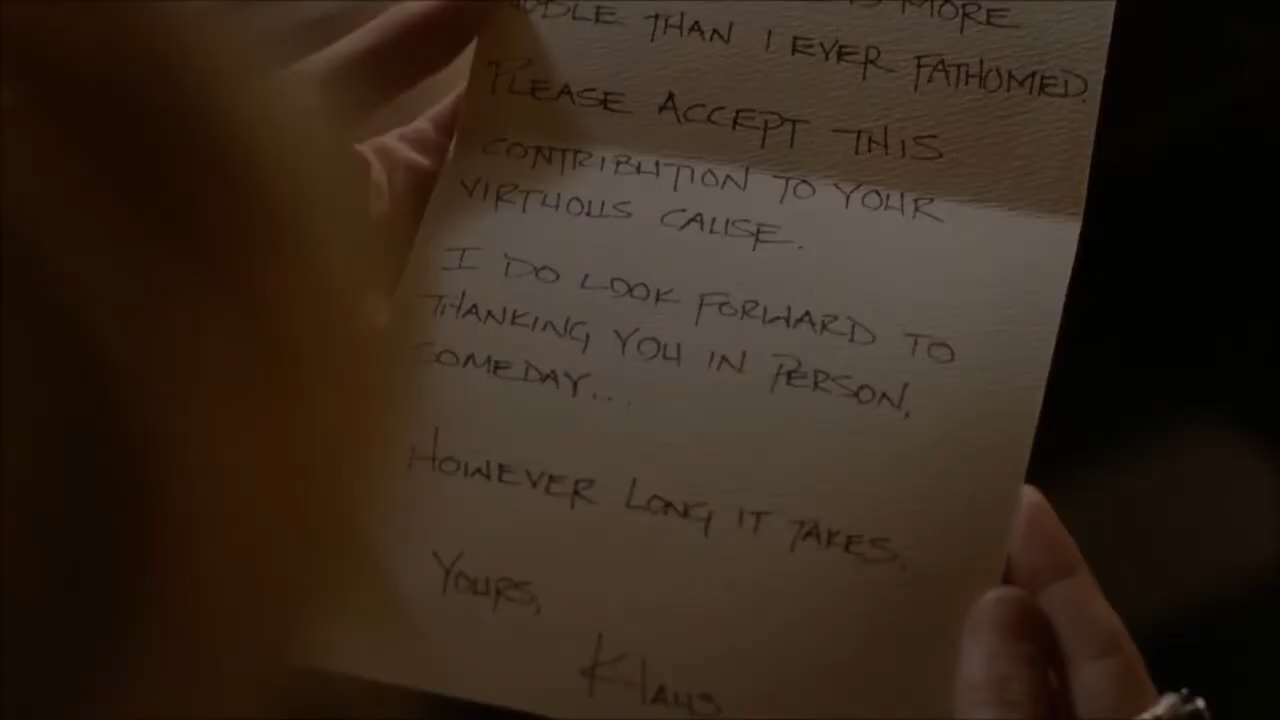 MORE
THAN I EVER FATHOMED.
PLEASE ACCEPT THIS
CONTRIBUTION TO YOUR
VIRTUOUS CAUSE.
I DO LOOK FORWARD TO
THANKING YOU IN PERSON,
SOMEDAY...
HOWEVER LONG IT TAKES.
YOURS,
Klaus